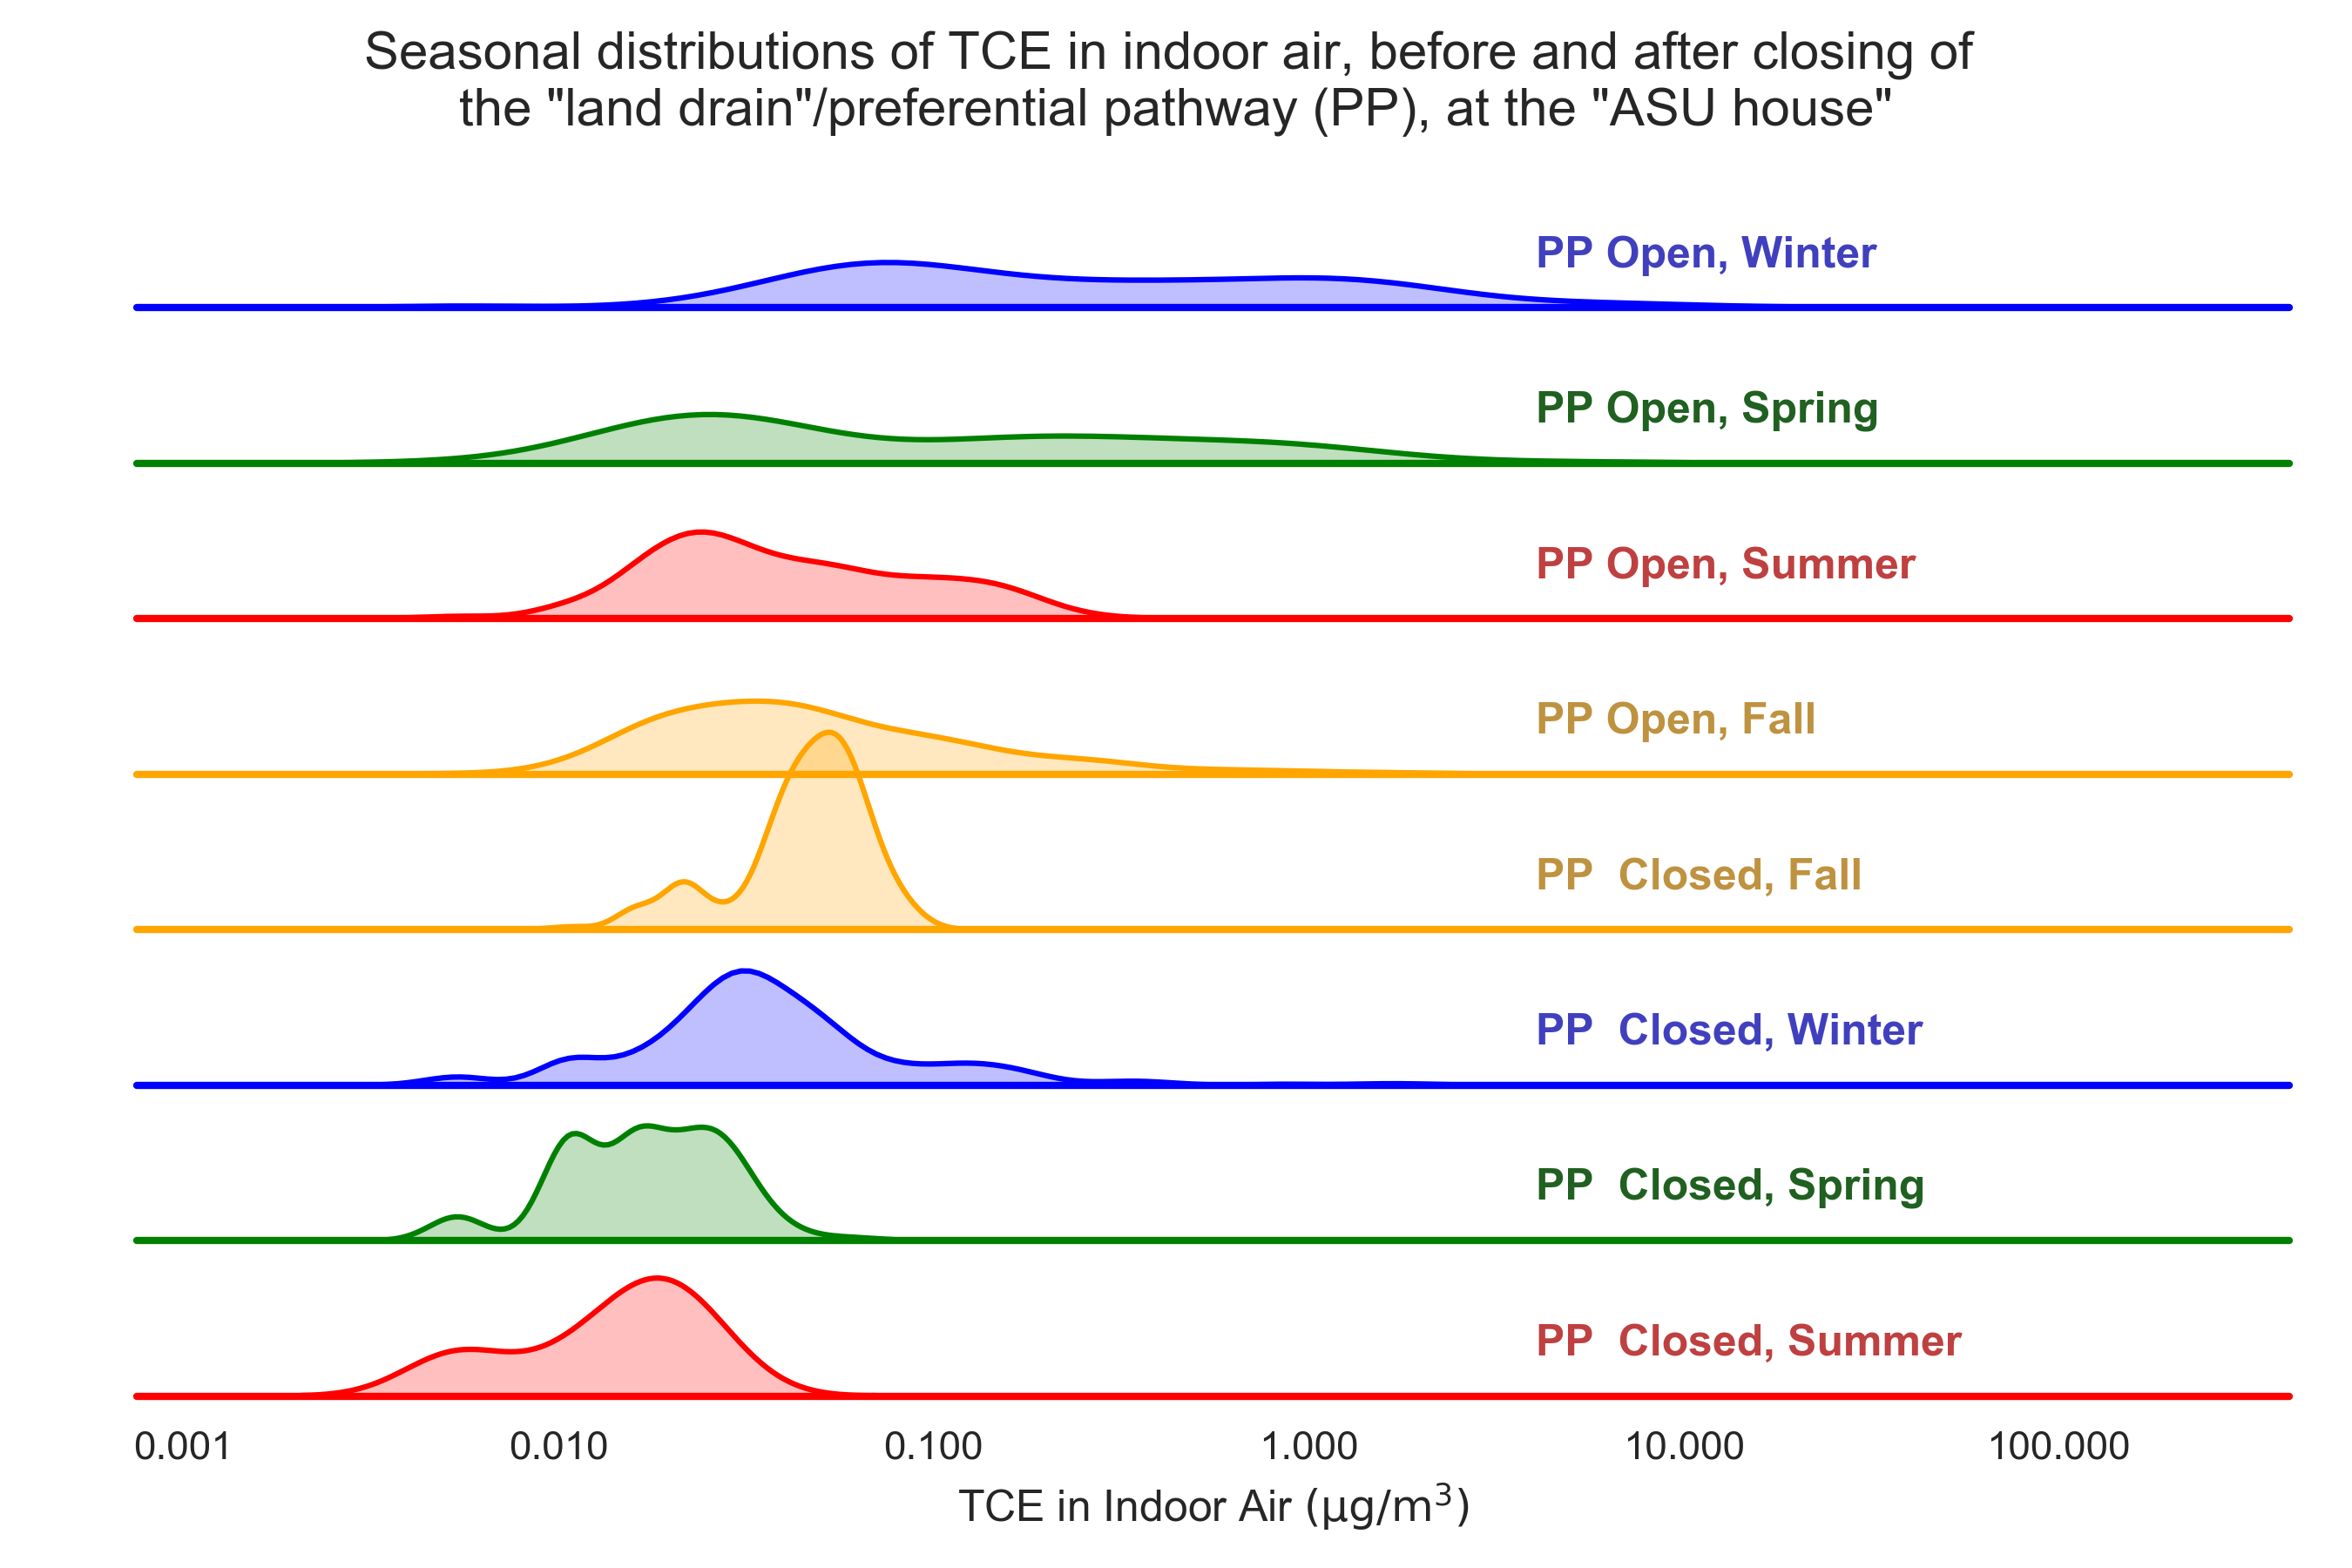 Seasonal distributions of TCE in indoor air, before and after closing of
the "land drain"/preferential pathway (PP), at the "ASU house"
PP Open, Winter
PP Open, Spring
PP Open, Summer
PP Open, Fall
PP  Closed, Fall
PP  Closed, Winter
PP  Closed, Spring
PP  Closed, Summer
0.001 0.010 0.100 1.000 10.000 100.000
TCE in Indoor Air (μg/m³)